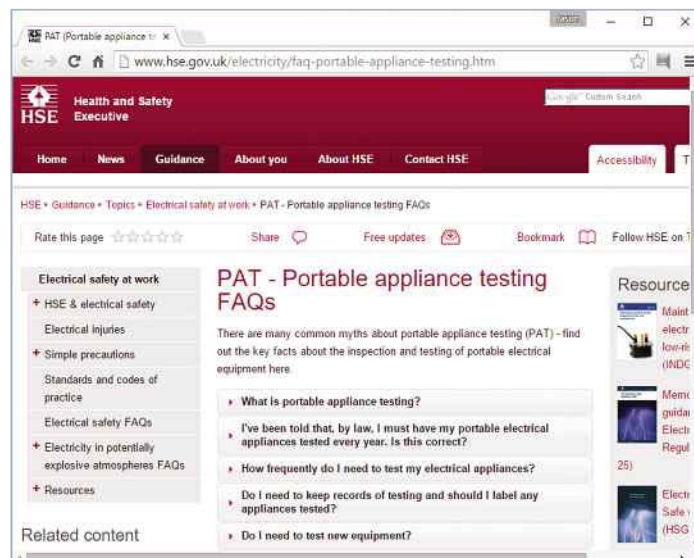 PAT (Portable appliance te
www.hse.gov.uk/electricity/faq-portable-appliance-testing.htm
HSE
Health and Safety
Executive
Custom Search
Home News Guidance About you About HSE Contact HSE
Accessibility T
HSE Guidance Topics Electrical safety at work PAT - Portable appliance testing FAQs
Rate this page Share Free updates Bookmark Follow HSE on T
Electrical safety at work
+ HSE & electrical safety
Electrical injuries
+ Simple precautions
Standards and codes of
practice
Electrical safety FAQs
+ Electricity in potentially
explosive atmospheres FAQs
+ Resources
Related content
PAT - Portable appliance testing
FAQs
There are many common myths about portable appliance testing (PAT) - find
out the key facts about the inspection and testing of portable electrical
equipment here.
What is portable appliance testing?
I've been told that, by law, I must have my portable electrical
appliances tested every year. Is this correct?
How frequently do I need to test my electrical appliances?
Do I need to keep records of testing and should I label any
appliances tested?
Do I need to test new equipment?
Resource
Maint
electr
low-ris
(INDG
Memo
guidan
Electr
Regul
25)
Electr
Safe
(HSG